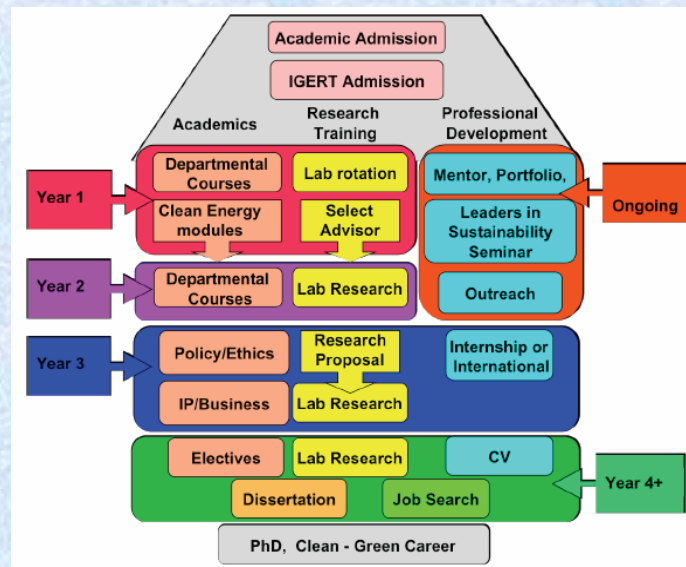 Academic Admission
IGERT Admission
Academics
Research
Training
Professional
Development
Year 1
Departmental
Courses
Lab rotation
Mentor, Portfolio,
Ongoing
Clean Energy
modules
Select
Advisor
Leaders in
Sustainability
Seminar
Year 2
Departmental
Courses
Lab Research
Outreach
Year 3
Policy/Ethics
Research
Proposal
Internship or
International
IP/Business
Lab Research
Electives
Lab Research
CV
Year 4+
Dissertation
Job Search
PhD, Clean - Green Career